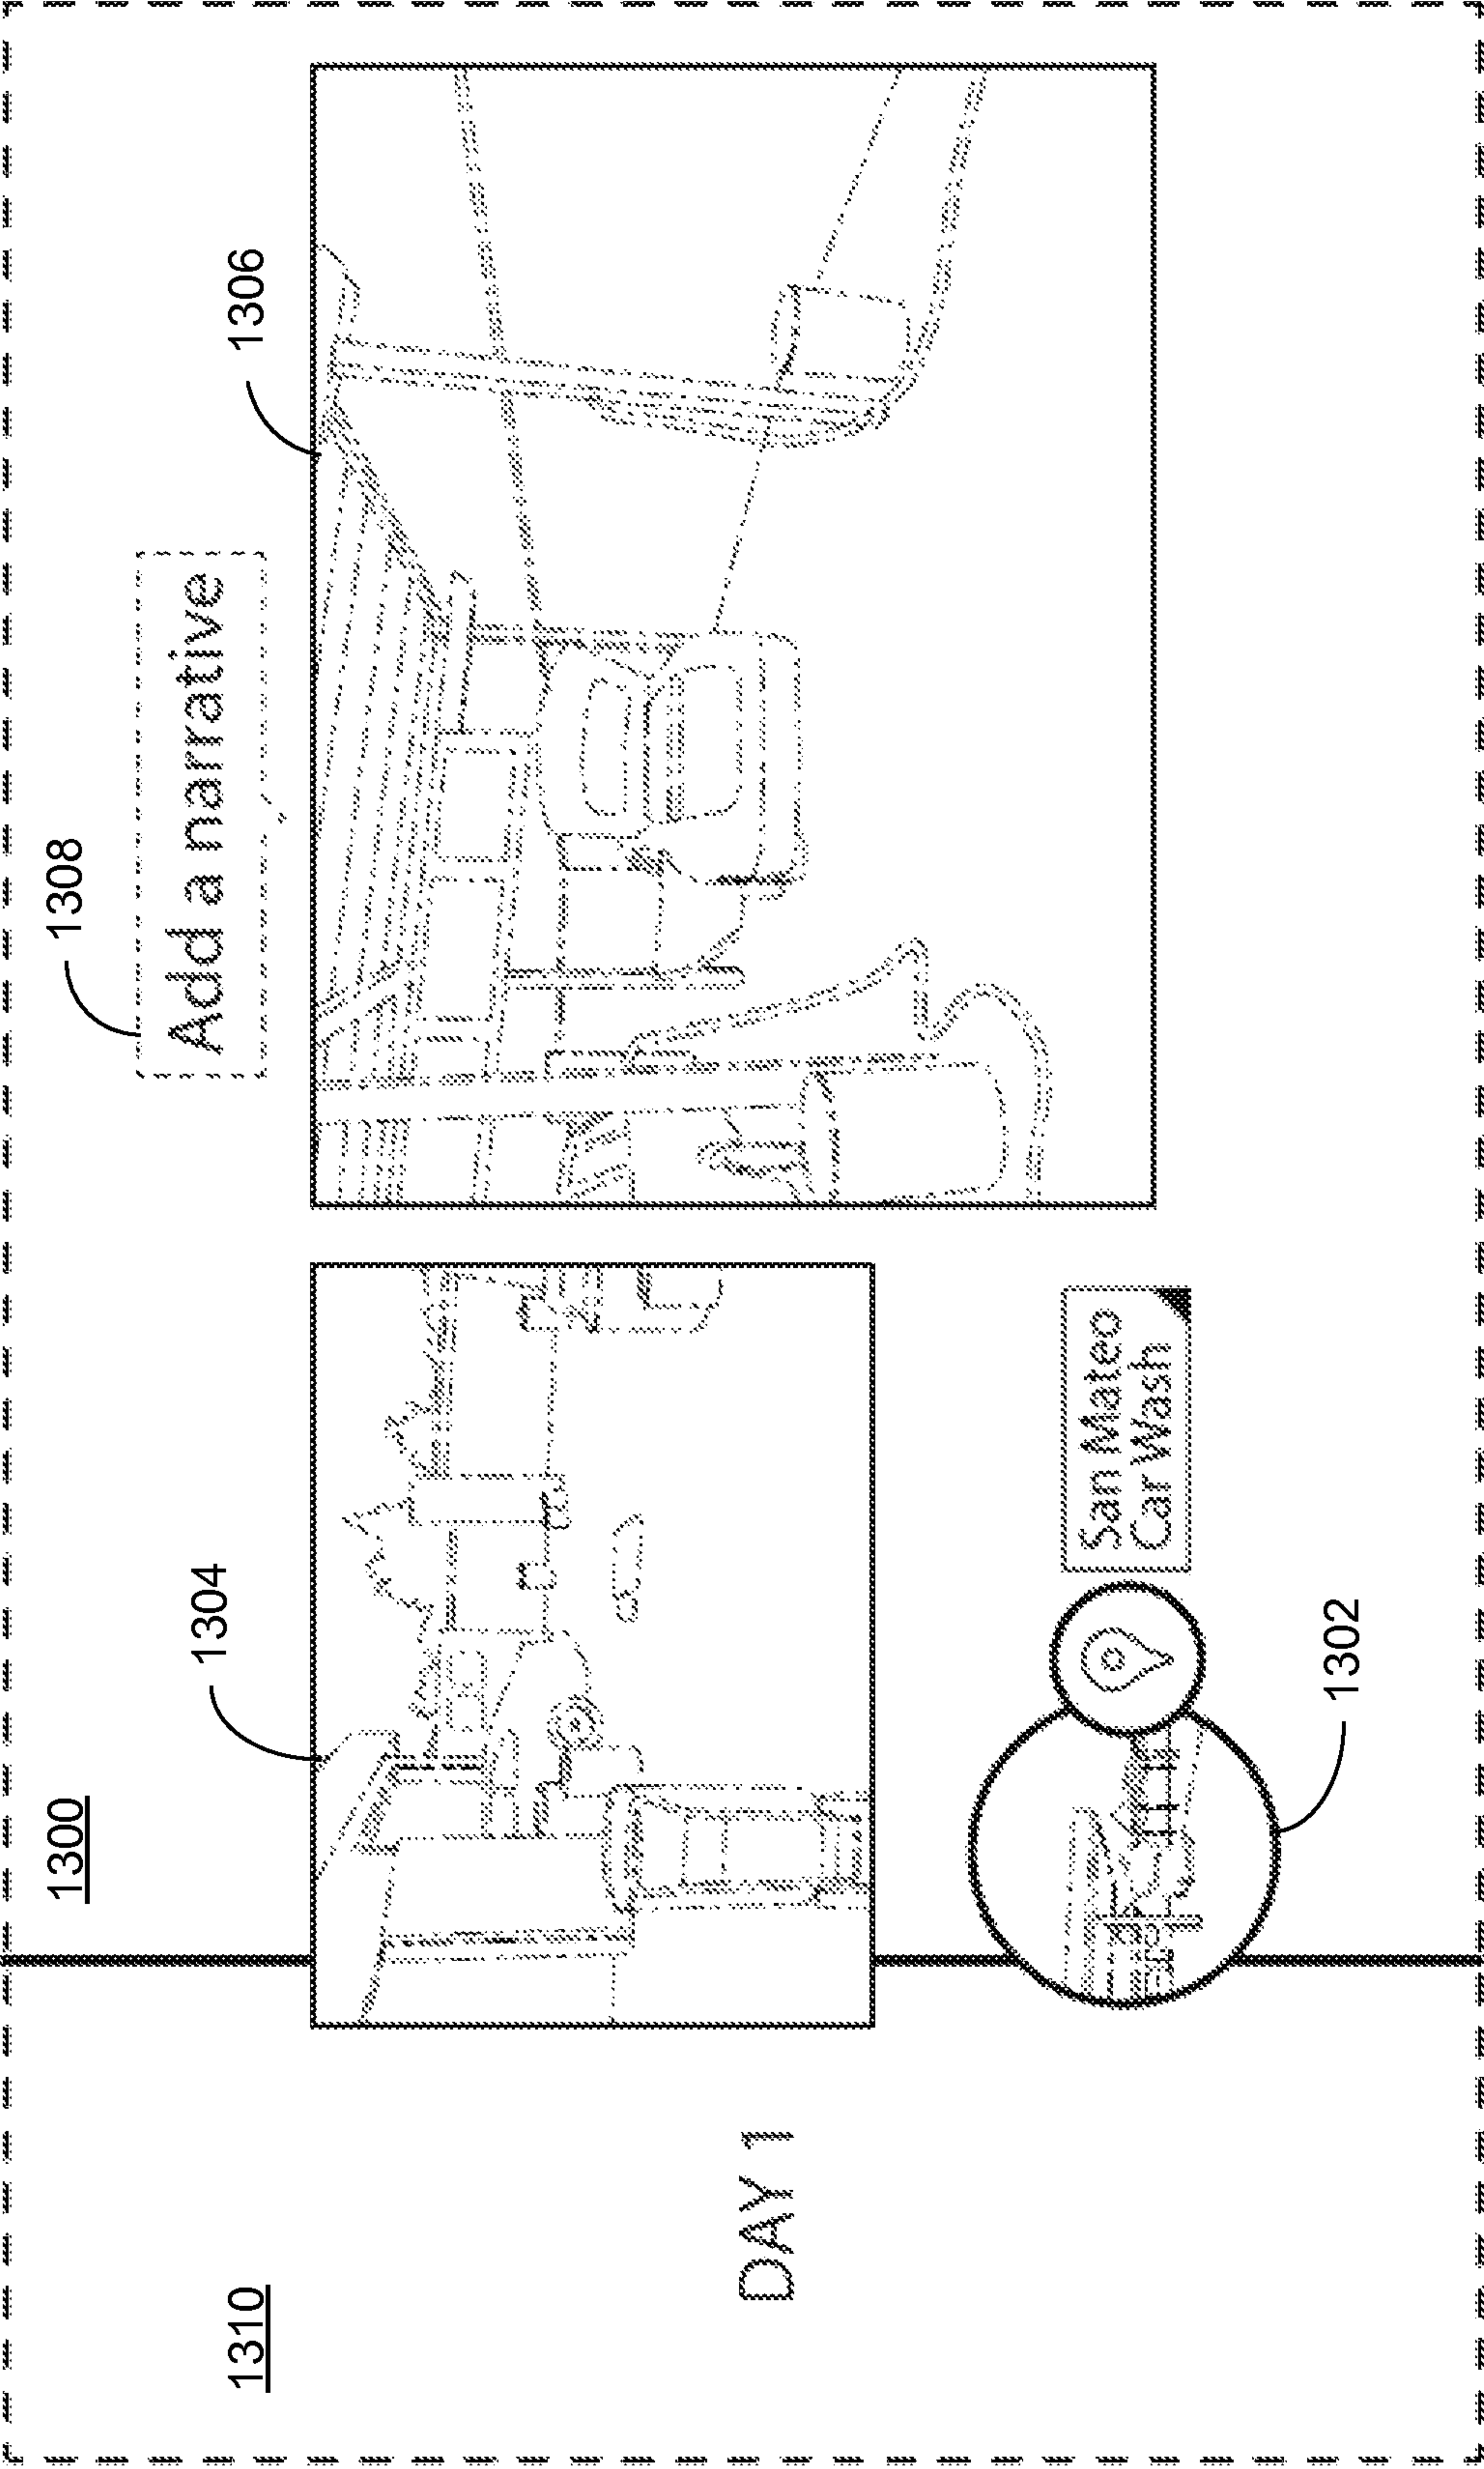 1300
1310
1308
Add a narrative
1306
1304
DAY 1
San Mateo
Car Wash
1302